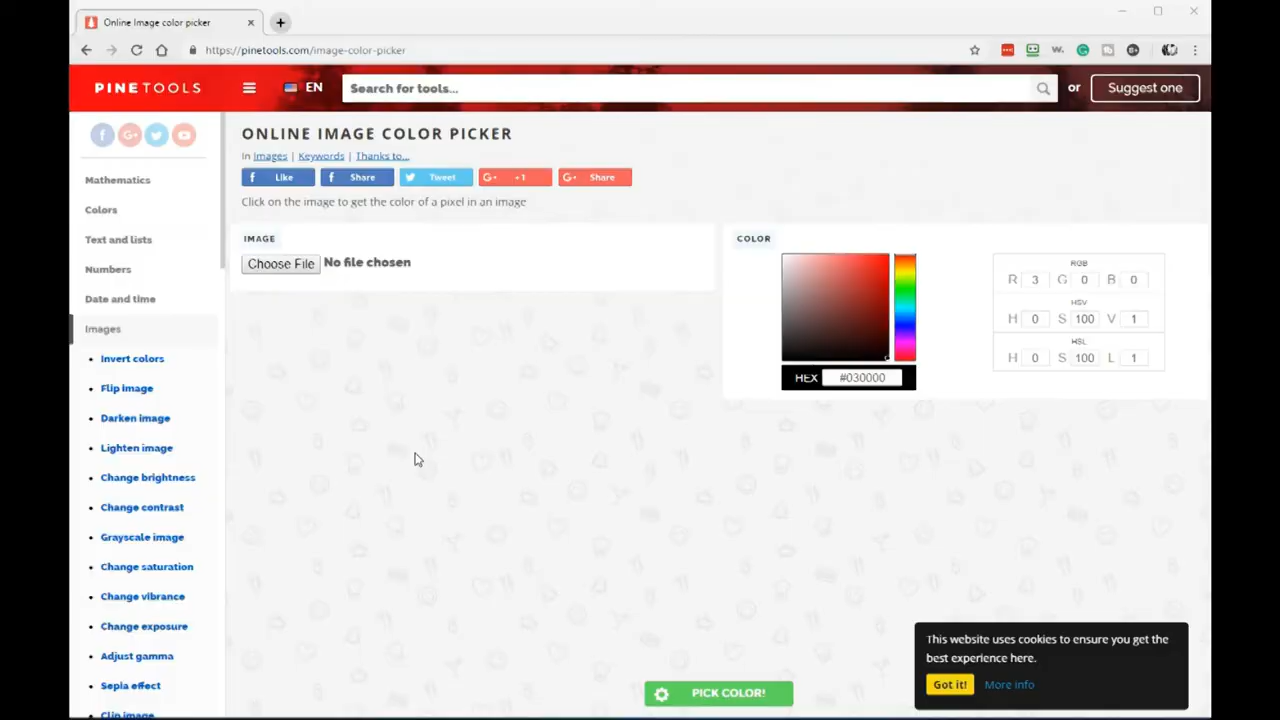 Online Image color picker
https://pinetools.com/image-color-picker
W.
PINETOOLS
EN
Search for tools...
or
Suggest one
ONLINE IMAGE COLOR PICKER
In Images | Keywords | Thanks to...
Like
Share
Tweet
G+ +1
G+ Share
Click on the image to get the color of a pixel in an image
Mathematics
Colors
Text and lists
Numbers
Date and time
Images
Invert colors
Flip image
Darken image
Lighten image
Change brightness
Change contrast
Grayscale image
Change saturation
Change vibrance
Change exposure
Adjust gamma
Sepia effect
Clip image
IMAGE
Choose File No file chosen
COLOR
HEX #030000
RGB
R 3 G 0 B 0
HSV
H 0 S 100 V 1
HSL
H 0 S 100 L 1
PICK COLOR!
This website uses cookies to ensure you get the
best experience here.
Got it! More info